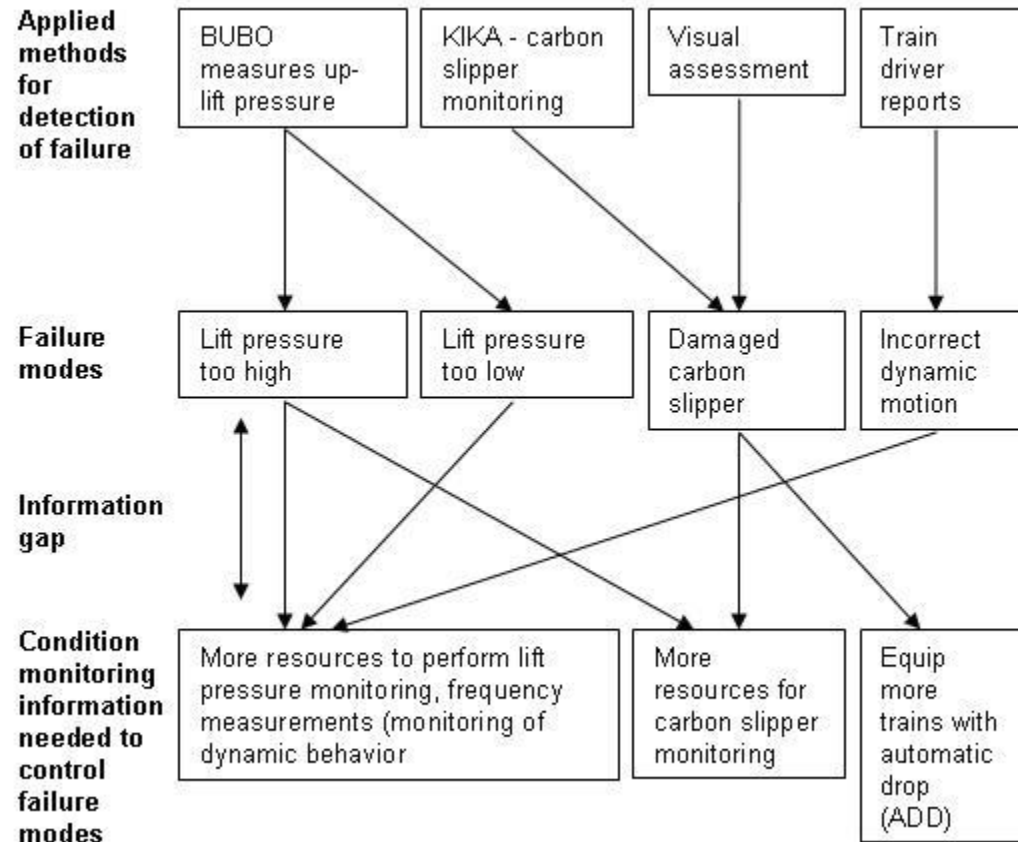 Applied
methods
for
detection
of failure
BUBO
measures up-
lift pressure
KIKA - carbon
slipper
monitoring
Visual
assessment
Train
driver
reports
Failure
modes
Lift pressure
too high
Lift pressure
too low
Damaged
carbon
slipper
Incorrect
dynamic
motion
Information
gap
Condition
monitoring
information
needed to
control
failure
modes
More resources to perform lift
pressure monitoring, frequency
measurements (monitoring of
dynamic behavior
More
resources for
carbon slipper
monitoring
Equip
more
trains with
automatic
drop
(ADD)